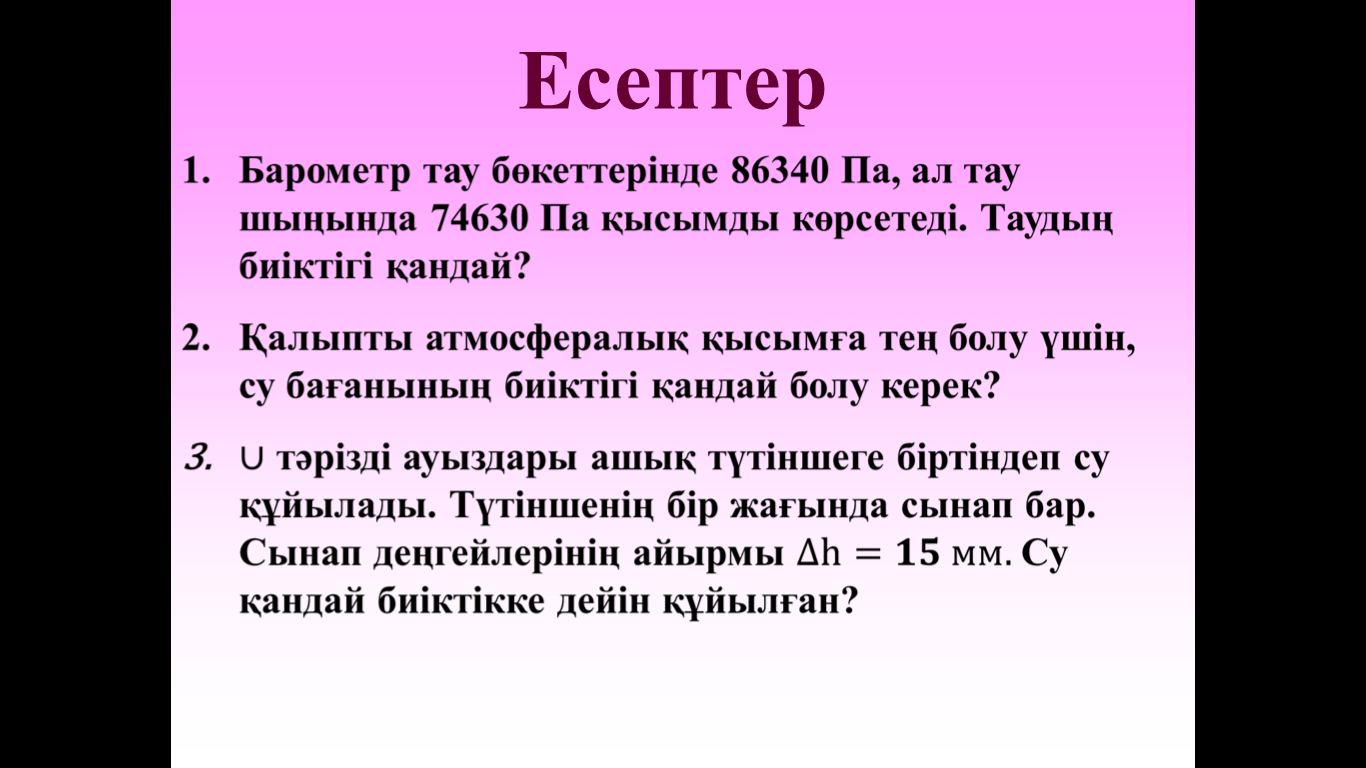 Есептер
1. Барометр тау бөкеттерінде 86340 Па, ал тау
шыңында 74630 Па қысымды көрсетеді. Таудың
биіктігі қандай?
2. Қалыпты атмосфералық қысымға тең болу үшін,
су бағанының биіктігі қандай болу керек?
3. ∪ тәрізді ауыздары ашық түтіншеге біртіндеп су
құйылады. Түтіншенің бір жағында сынап бар.
Сынап деңгейлерінің айырмы Δh = 15 мм. Су
қандай биіктікке дейін құйылған?